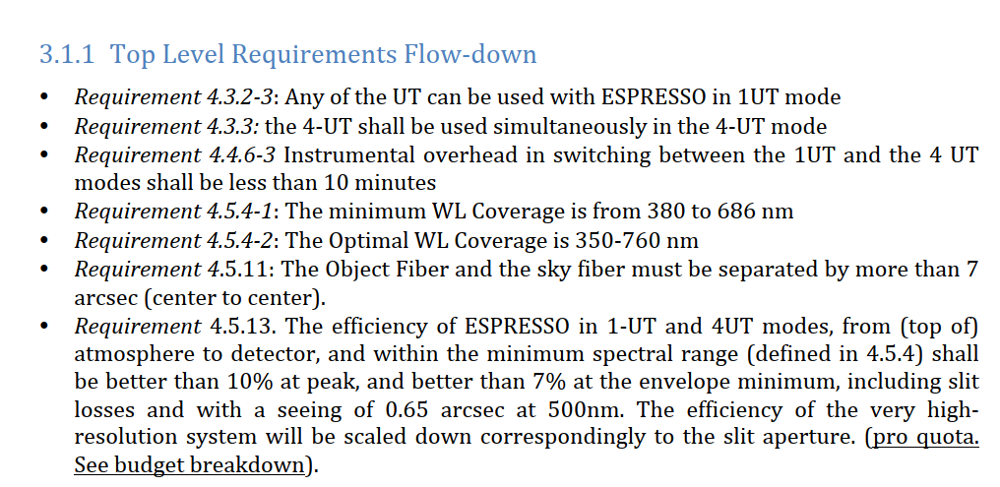 3.1.1 Top Level Requirements Flow-down
• Requirement 4.3.2-3: Any of the UT can be used with ESPRESSO in 1UT mode
• Requirement 4.3.3: the 4-UT shall be used simultaneously in the 4-UT mode
• Requirement 4.4.6-3 Instrumental overhead in switching between the 1UT and the 4 UT
modes shall be less than 10 minutes
• Requirement 4.5.4-1: The minimum WL Coverage is from 380 to 686 nm
• Requirement 4.5.4-2: The Optimal WL Coverage is 350-760 nm
• Requirement 4.5.11: The Object Fiber and the sky fiber must be separated by more than 7
arcsec (center to center).
• Requirement 4.5.13. The efficiency of ESPRESSO in 1-UT and 4UT modes, from (top of)
atmosphere to detector, and within the minimum spectral range (defined in 4.5.4) shall
be better than 10% at peak, and better than 7% at the envelope minimum, including slit
losses and with a seeing of 0.65 arcsec at 500nm. The efficiency of the very high-
resolution system will be scaled down correspondingly to the slit aperture. (pro quota.
See budget breakdown).